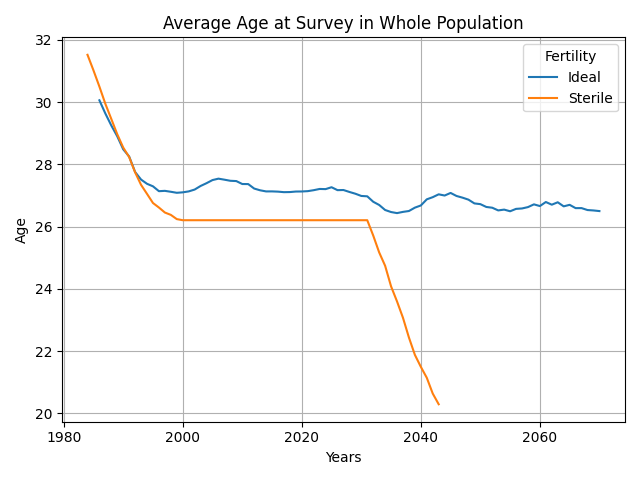 Average Age at Survey in Whole Population
32
30
28
26
24
22
20
Age
1980
2000
2020
2040
2060
Years
Fertility
Ideal
Sterile